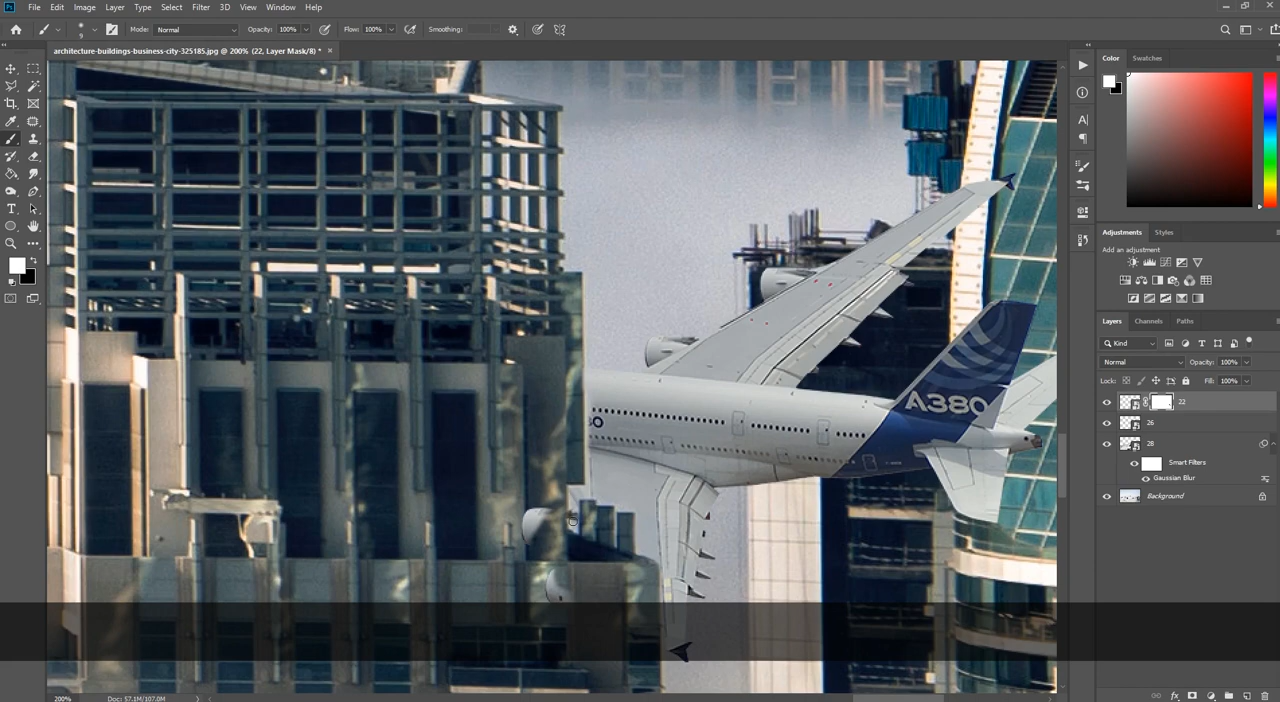 Ps File Edit Image Layer Type Select Filter 3D View Window Help
Mode: Normal Opacity: 100% Flow: 100% Smoothing:
architecture-buildings-business-city-325185.jpg @ 200% (22, Layer Mask/8) * ×
Color Swatches
Adjustments Styles
Add an adjustment
Layers Channels Paths
Kind
Normal Opacity: 100%
Lock: Fill: 100%
22
26
28
Smart Filters
Gaussian Blur
Background
A380
200% Doc: 57.1M/107.0M